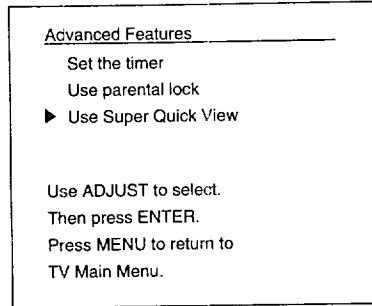 Advanced Features
Set the timer
Use parental lock
▶ Use Super Quick View
Use ADJUST to select.
Then press ENTER.
Press MENU to return to
TV Main Menu.